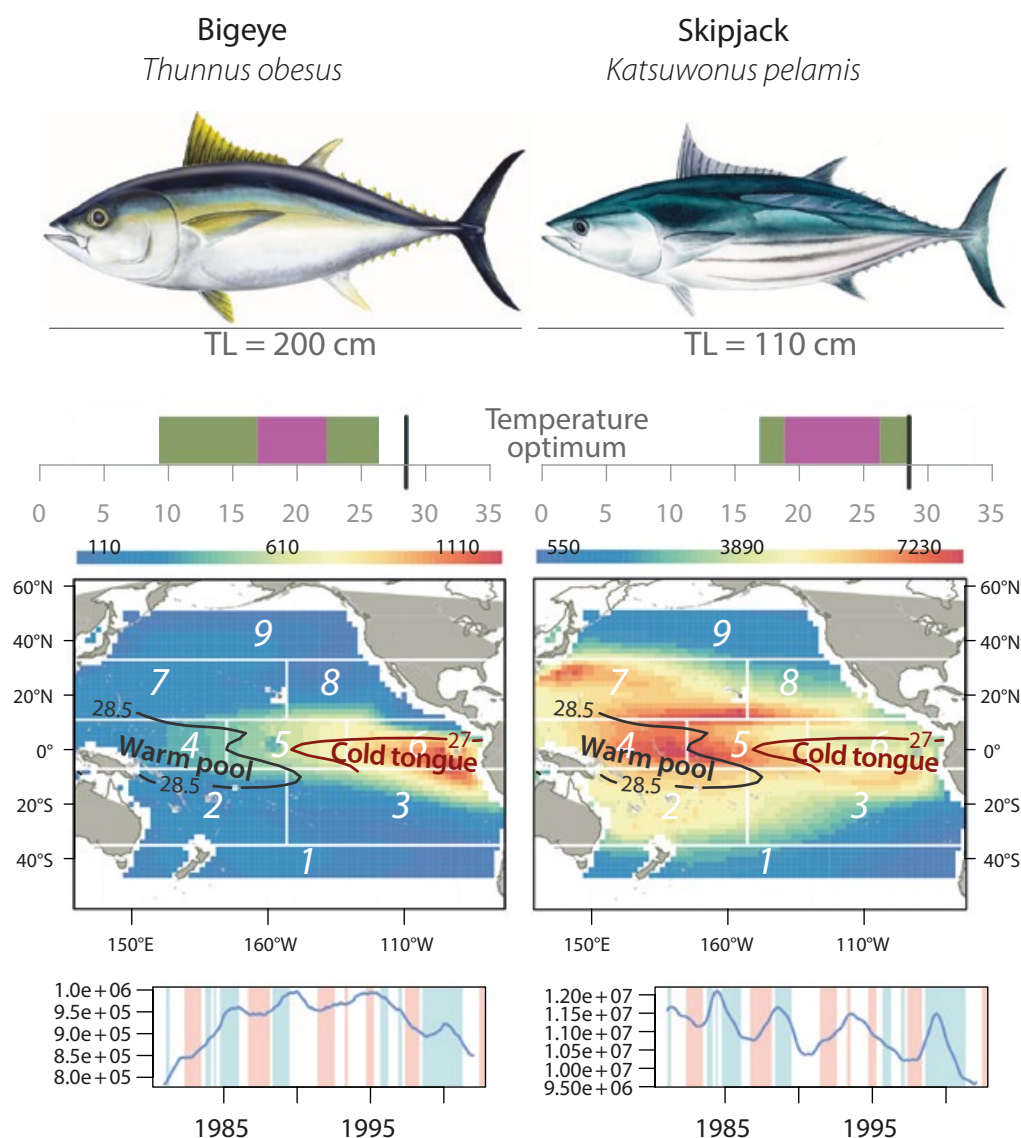 Bigeye
Thunnus obesus
Skipjack
Katsuwonus pelamis
TL = 200 cm
TL = 110 cm
Temperature
optimum
0 5 10 15 20 25 30 35
0 5 10 15 20 25 30 35
110 610 1110
550 3890 7230
60°N
40°N
20°N
0°
20°S
40°S
9
7
8
28.5
4
5
6
27
Warm pool
Cold tongue
28.5
2
3
1
150°E 160°W 110°W
9
7
8
28.5
4
5
6
27
Warm pool
Cold tongue
28.5
2
3
1
60°N
40°N
20°N
0°
20°S
40°S
150°E 160°W 110°W
1.0e + 06
9.5e + 05
9.0e + 05
8.5e + 05
8.0e + 05
1985 1995
1.20e + 07
1.15e + 07
1.10e + 07
1.05e + 07
1.00e + 07
9.50e + 06
1985 1995